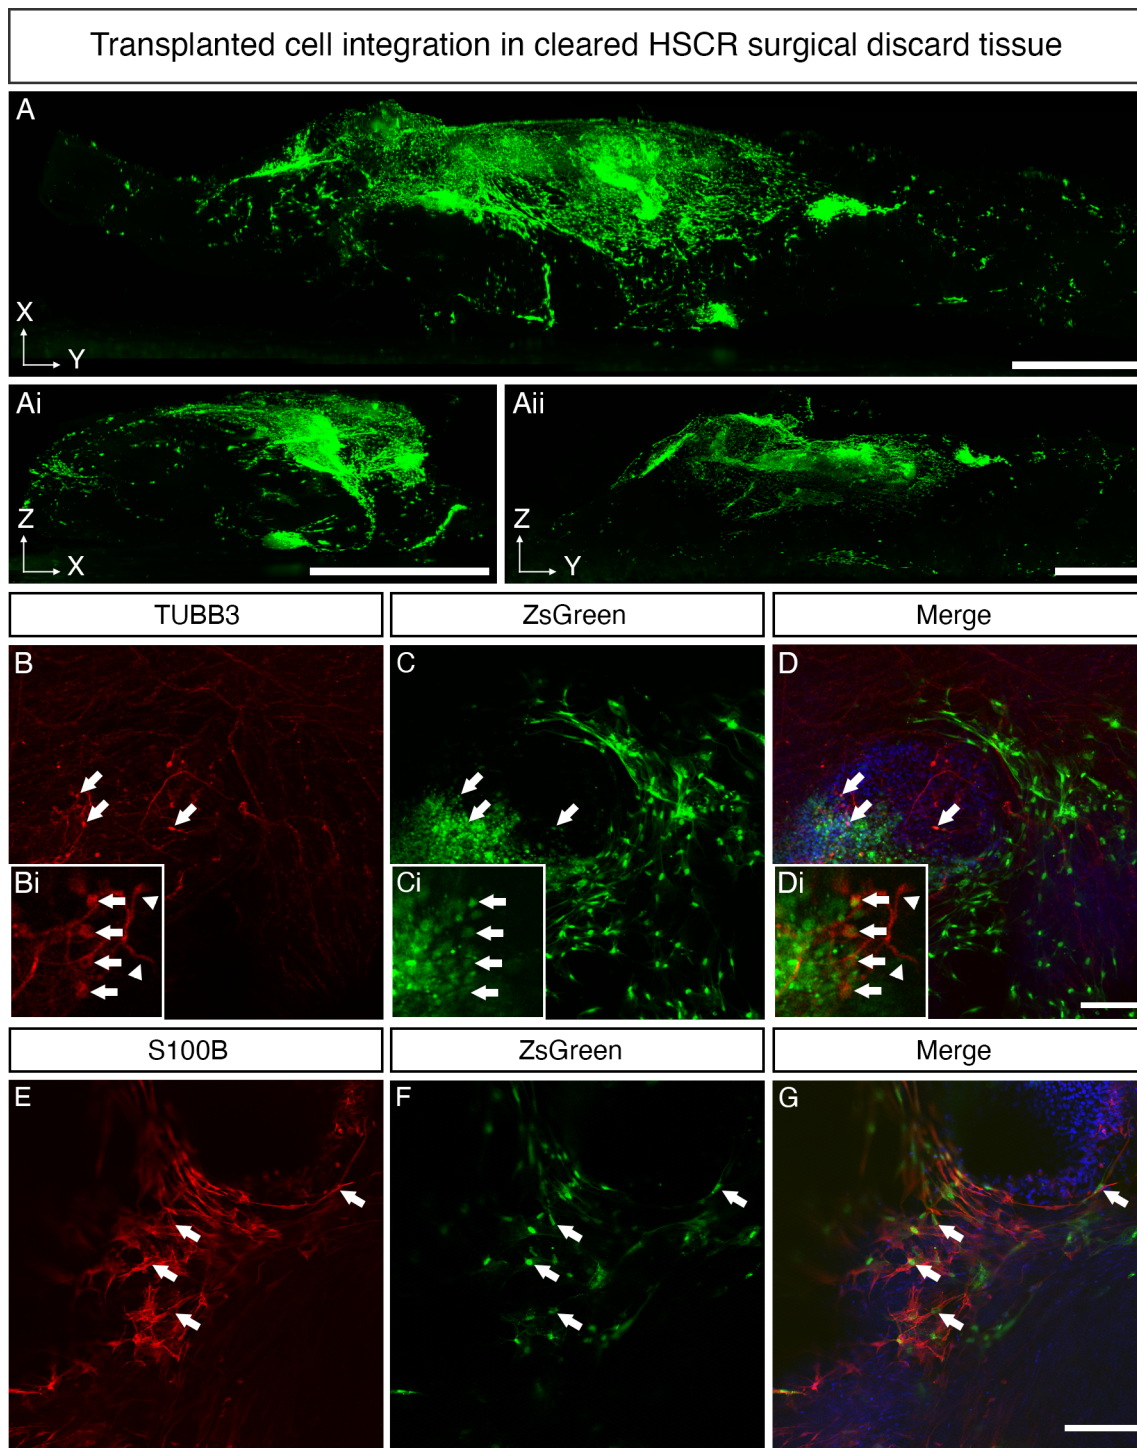 Transplanted cell integration in cleared HSCR surgical discard tissue
A
X
Y
Ai
Z
X
Aii
Z
Y
TUBB3
ZsGreen
Merge
B
C
D
Bi
Ci
Di
S100B
ZsGreen
Merge
E
F
G